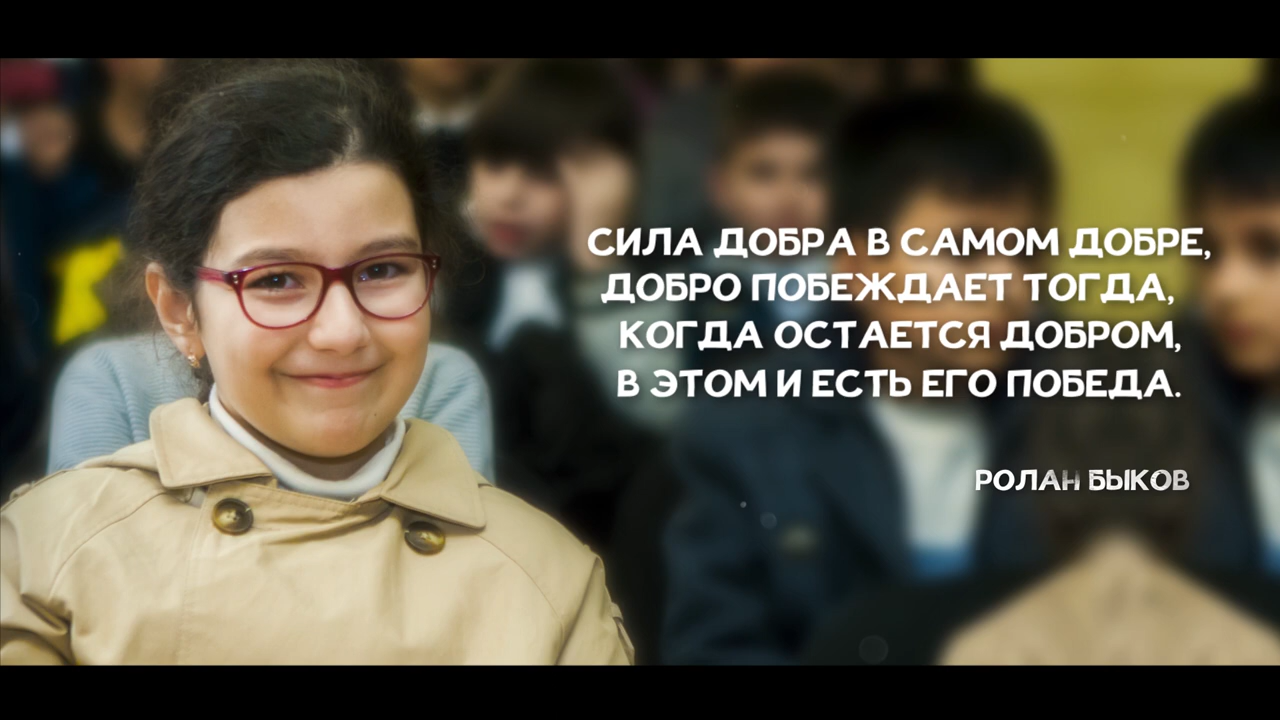 СИЛА ДОБРА В САМОМ ДОБРЕ,
ДОБРО ПОБЕЖДАЕТ ТОГДА,
КОГДА ОСТАЕТСЯ ДОБРОМ,
В ЭТОМ И ЕСТЬ ЕГО ПОБЕДА.
РОЛАН БЫКОВ